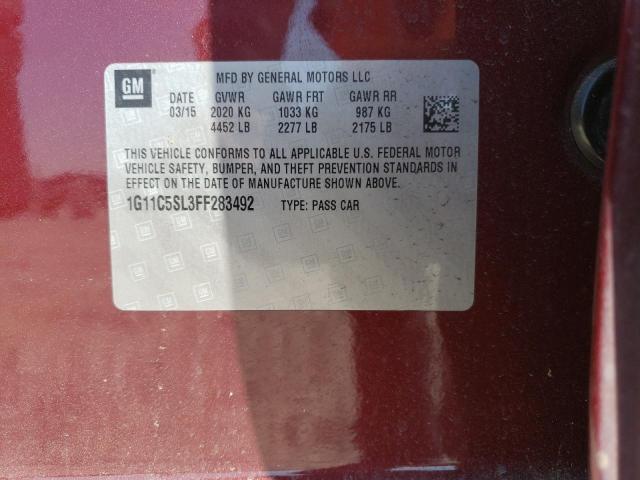 GM
MFD BY GENERAL MOTORS LLC
DATE GVWR GAWR FRT GAWR RR
03/15 2020 KG 1033 KG 987 KG
4452 LB 2277 LB 2175 LB
THIS VEHICLE CONFORMS TO ALL APPLICABLE U.S. FEDERAL MOTOR
VEHICLE SAFETY, BUMPER, AND THEFT PREVENTION STANDARDS IN
EFFECT ON THE DATE OF MANUFACTURE SHOWN ABOVE.
1G11C5SL3FF283492 TYPE: PASS CAR